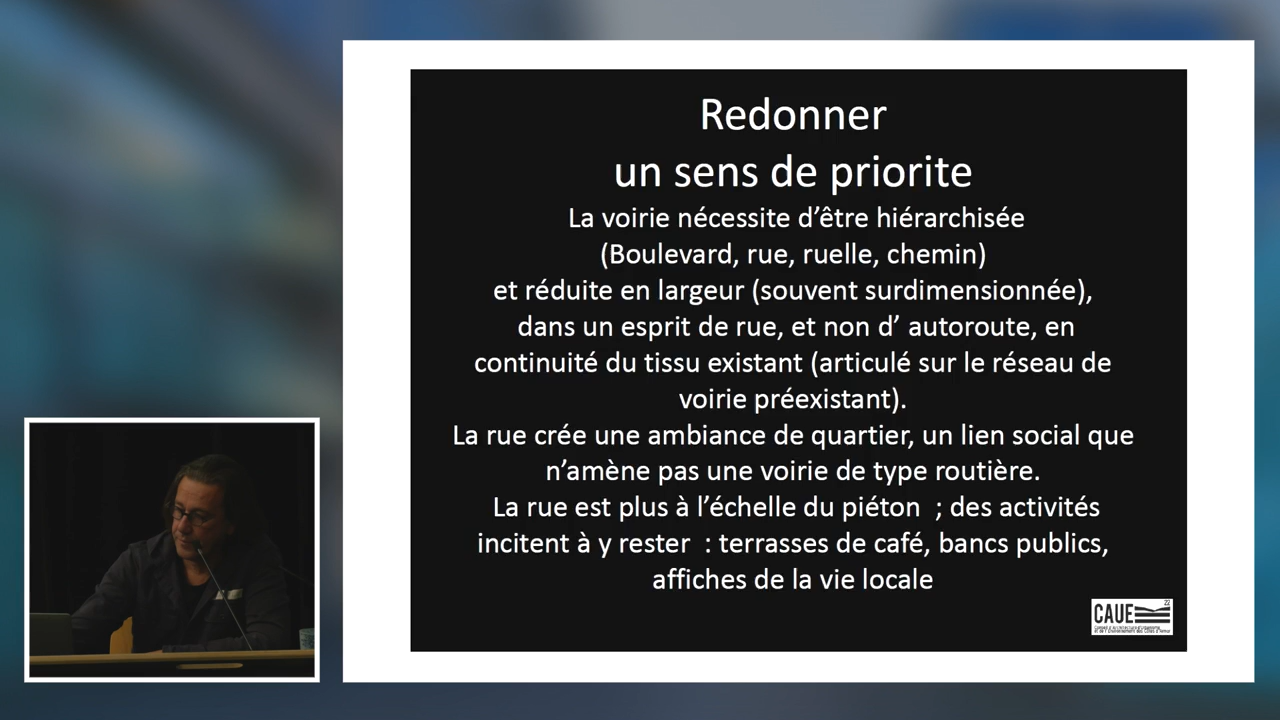 Redonner
un sens de priorite
La voirie nécessite d’être hiérarchisée
(Boulevard, rue, ruelle, chemin)
et réduite en largeur (souvent surdimensionnée),
dans un esprit de rue, et non d’ autoroute, en
continuité du tissu existant (articulé sur le réseau de
voirie préexistant).
La rue crée une ambiance de quartier, un lien social que
n’amène pas une voirie de type routière.
La rue est plus à l’échelle du piéton  ; des activités
incitent à y rester  : terrasses de café, bancs publics,
affiches de la vie locale
22
CAUE